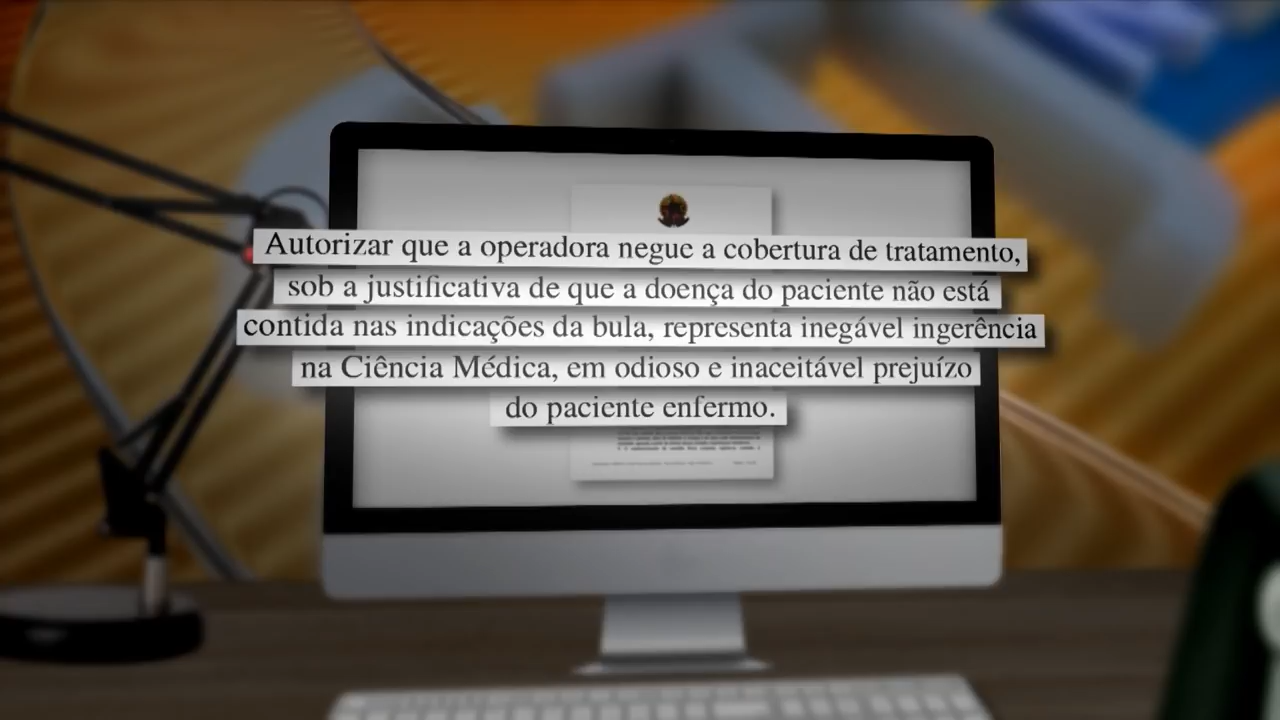 Autorizar que a operadora negue a cobertura de tratamento,
sob a justificativa de que a doença do paciente não está
contida nas indicações da bula, representa inegável ingerência
na Ciência Médica, em odioso e inaceitável prejuízo
do paciente enfermo.